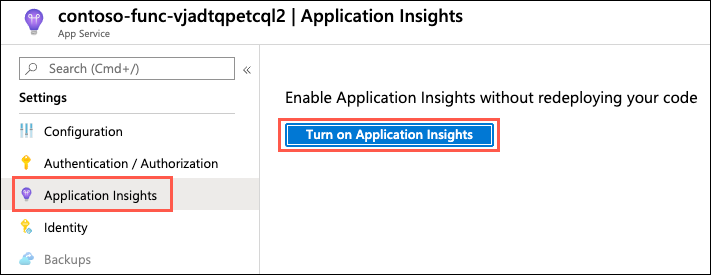 contoso-func-vjadtqpetcql2 | Application Insights
App Service
Search (Cmd+/)
«
Settings
Configuration
Authentication / Authorization
Application Insights
Identity
Backups
Enable Application Insights without redeploying your code
Turn on Application Insights